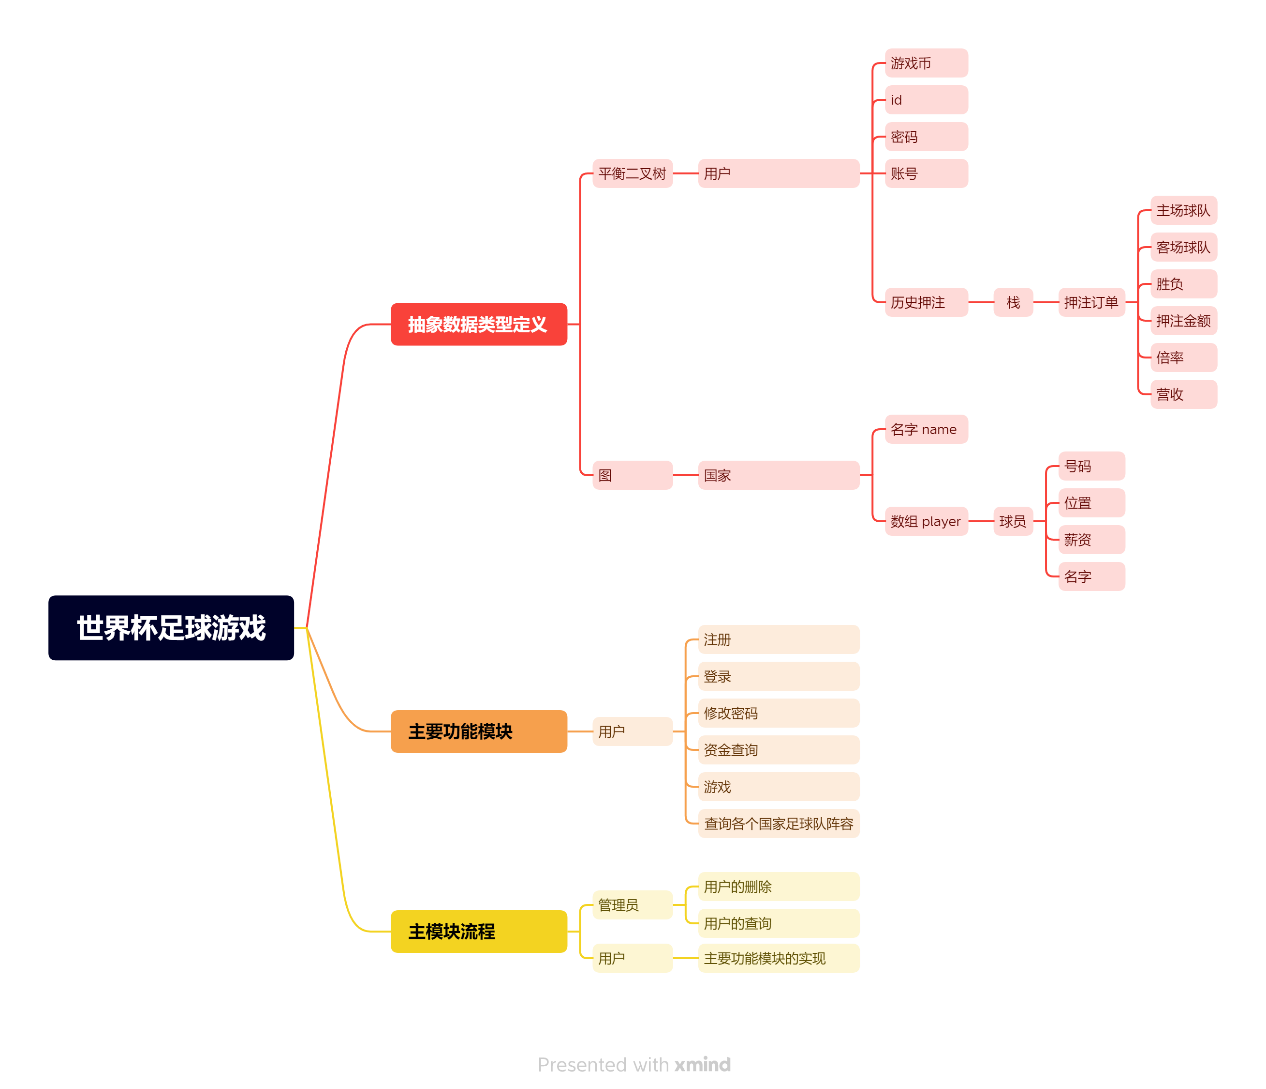 世界杯足球游戏
抽象数据类型定义
平衡二叉树
用户
游戏币
id
密码
账号
历史押注
栈
押注订单
主场球队
客场球队
胜负
押注金额
倍率
营收
图
国家
名字 name
数组 player
球员
号码
位置
薪资
名字
主要功能模块
用户
注册
登录
修改密码
资金查询
游戏
查询各个国家足球队阵容
主模块流程
管理员
用户的删除
用户的查询
用户
主要功能模块的实现
Presented with xmind